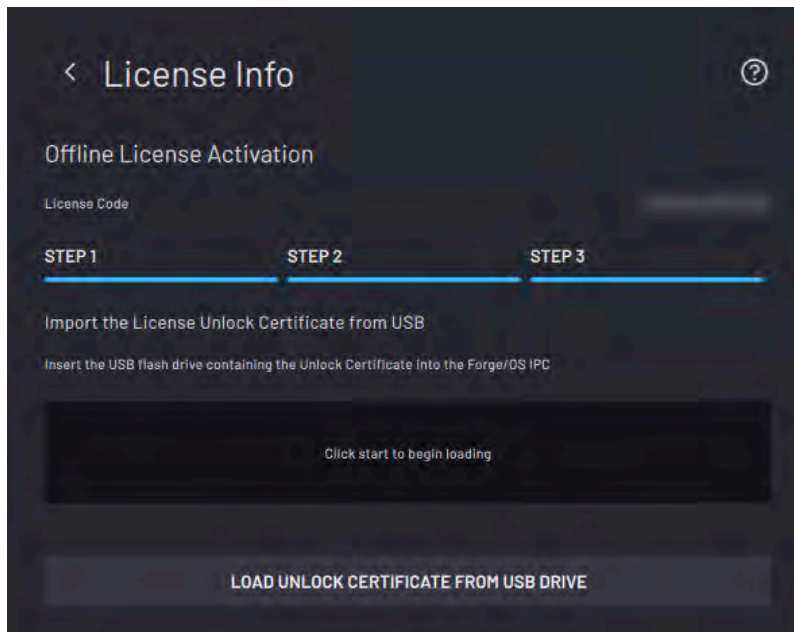 License Info
Offline License Activation
License Code
STEP 1 STEP 2 STEP 3
Import the License Unlock Certificate from USB
Insert the USB flash drive containing the Unlock Certificate into the Forge/OS IPC
Click start to begin loading
LOAD UNLOCK CERTIFICATE FROM USB DRIVE